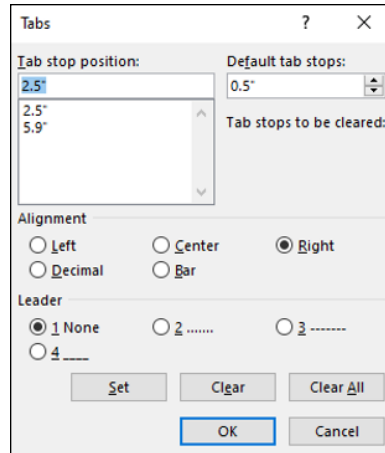 Tabs ? ×
Tab stop position: Default tab stops:
2.5" 0.5"
2.5"
5.9"
Tab stops to be cleared:
Alignment
Left Center Right
Decimal Bar
Leader
1 None 2 ....... 3 -------
4 ____
Set Clear Clear All
OK Cancel